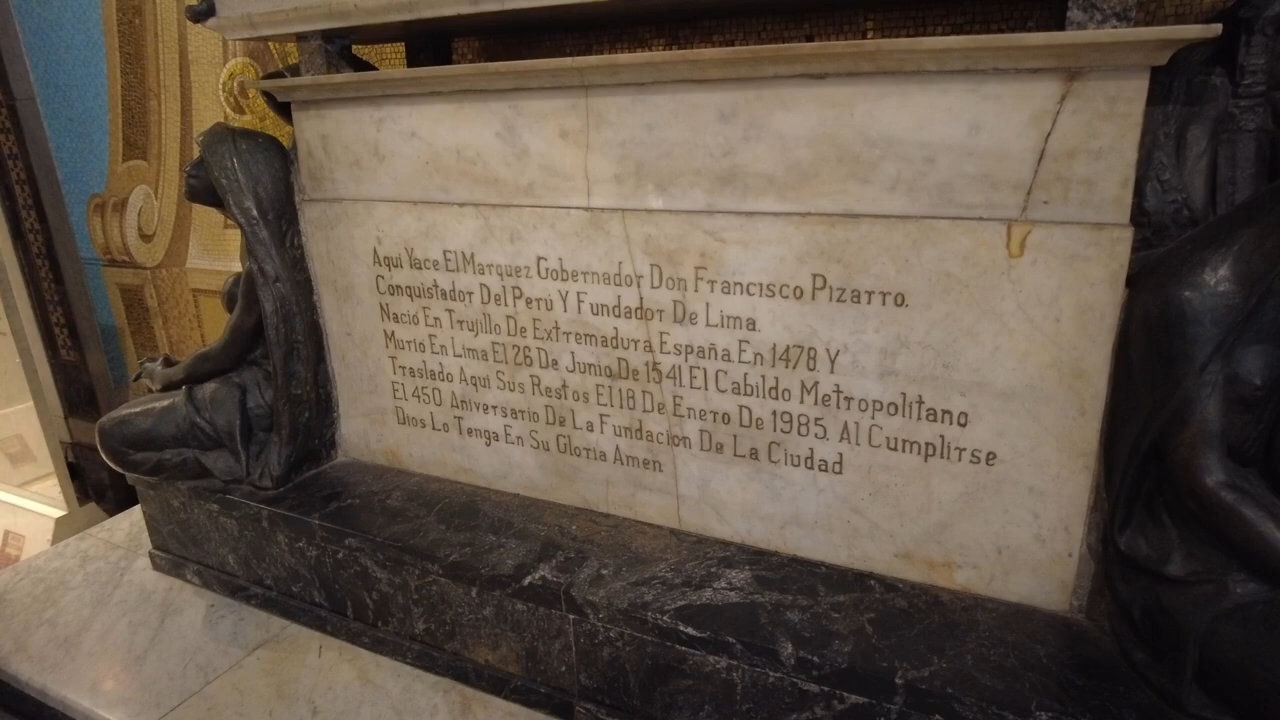 Aqui Yace El Marquez Gobernador Don Francisco Pizarro.
Conquistador Del Perú Y Fundador De Lima.
Nació En Trujillo De Extremadura España En 1478. Y
Murio En Lima El 26 De Junio De 1541. El Cabildo Metropolitano
Traslado Aqui Sus Restos El 18 De Enero De 1985. Al Cumplirse
El 450 Aniversario De La Fundacion De La Ciudad
Dios Lo Tenga En Su Gloria Amen